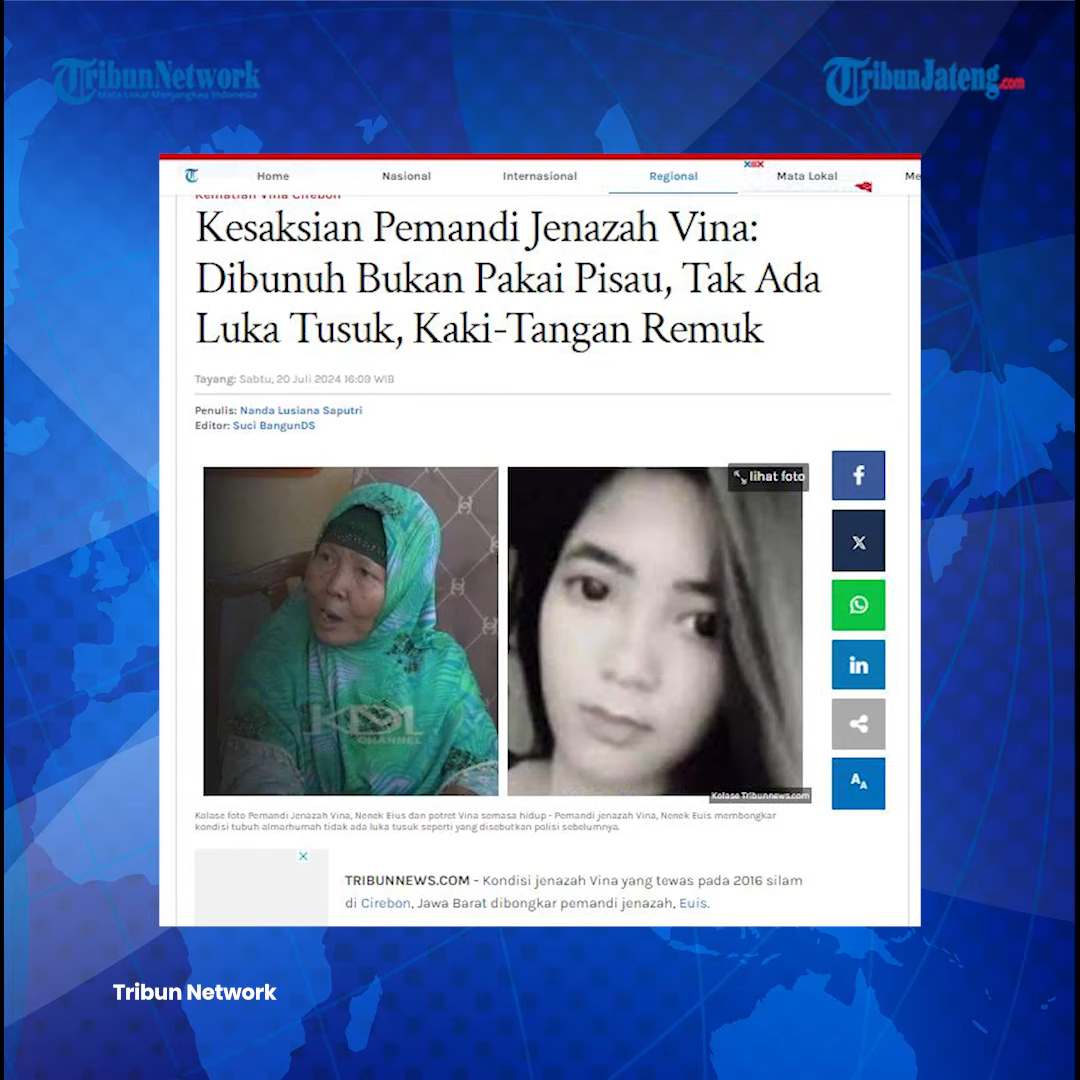 TribunNetwork
Mata Lokal Menjangkau Indonesia
TribunJateng.com
Home Nasional Internasional Regional Mata Lokal Me
Kematian Vina Cirebon
Kesaksian Pemandi Jenazah Vina:
Dibunuh Bukan Pakai Pisau, Tak Ada
Luka Tusuk, Kaki-Tangan Remuk
Tayang: Sabtu, 20 Juli 2024 16:09 WIB
Penulis: Nanda Lusiana Saputri
Editor: Suci BangunDS
lihat foto
KDM
CHANNEL
Kolase Tribunnews.com
Kolase foto Pemandi Jenazah Vina, Nenek Eius dan potret Vina semasa hidup - Pemandi jenazah Vina, Nenek Euis membongkar
kondisi tubuh almarhumah tidak ada luka tusuk seperti yang disebutkan polisi sebelumnya.
TRIBUNNEWS.COM - Kondisi jenazah Vina yang tewas pada 2016 silam
di Cirebon, Jawa Barat dibongkar pemandi jenazah, Euis.
Tribun Network